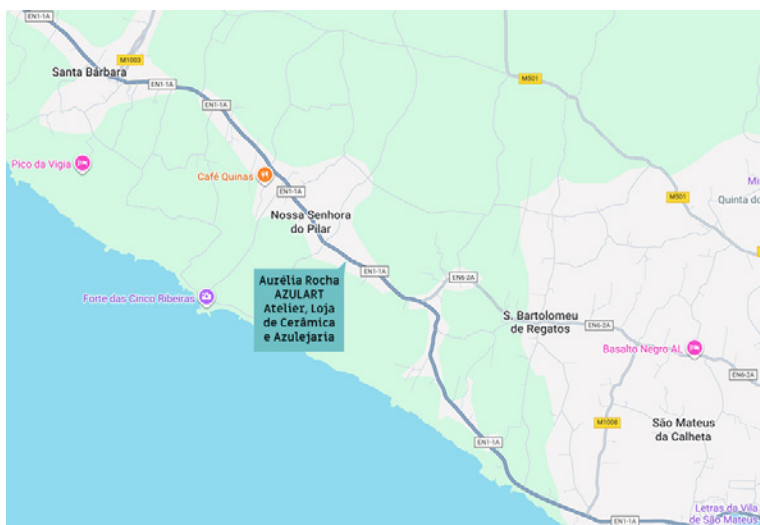 EN1-1A
M1003
Santa Bárbara
EN1-1A
M501
EN1-1A
Pico da Vigia
Café Quinas
EN1-1A
M501
Quinta do
Nossa Senhora
do Pilar
EN1-1A
EN6-2A
Aurélia Rocha
AZULART
Atelier, Loja
de Cerâmica
e Azulejaria
Forte das Cinco Ribeiras
S. Bartolomeu
de Regatos
EN6-2A
Basalto Negro AL
EN6-2A
M1008
São Mateus
da Calheta
EN1-1A
Letras da Vila
de São Mateus
EN1-1A